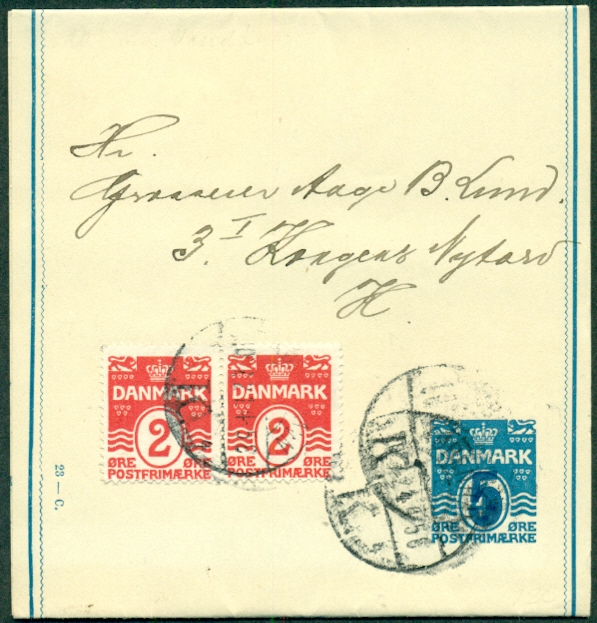 Hr.
Grosserer Aage B. Lund.
3. I Kongens Nytorv
K.
DANMARK
2
ØRE
POSTFRIMÆRKE
DANMARK
2
ØRE ØRE
POSTFRIMÆRKE
DANMARK
5
ØRE ØRE
POSTFRIMÆRKE
K
K
23 — C.